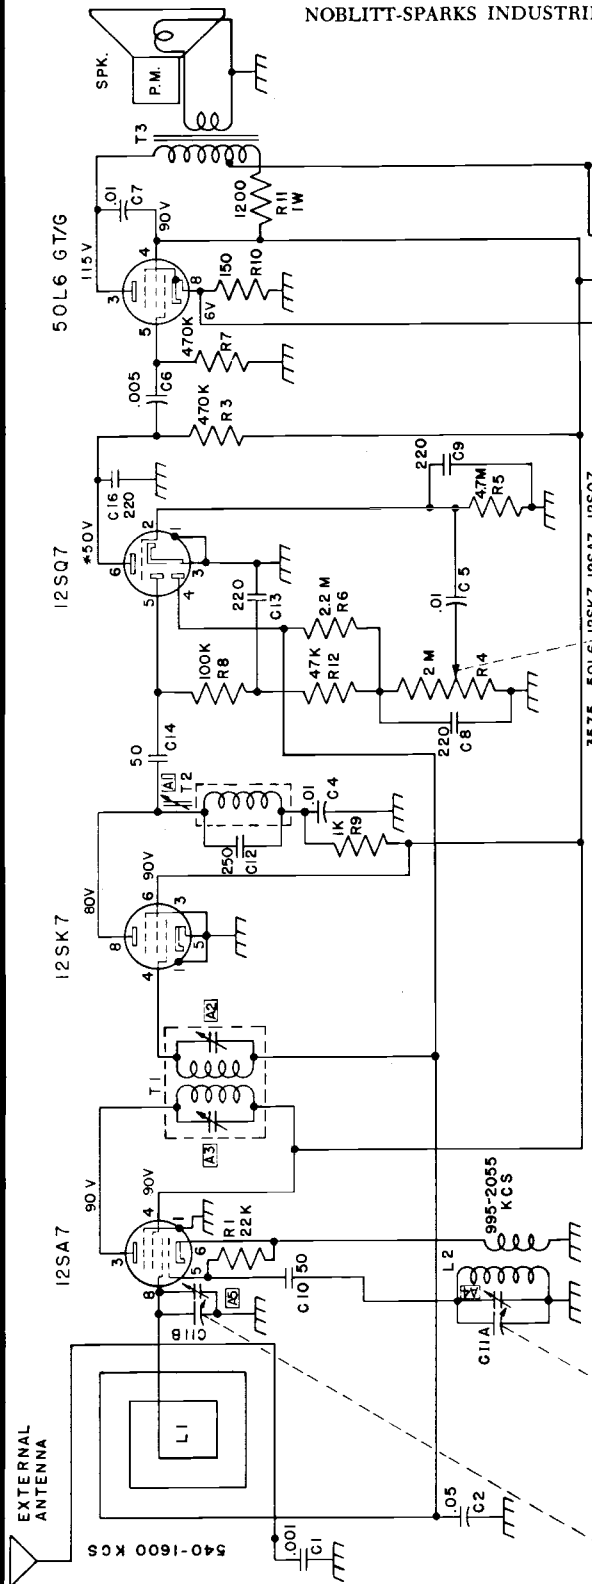 NOBLITT-SPARKS INDUSTRI
SPK.
P.M.
T3
.01
C7
90V
115V
50L6 GT/G
1200
R11
1W
3
4
5
8
6V
150
R10
470K
R7
.005
C6
470K
R3
C16
220
*50V
12SQ7
6
2
1
3
4
5
220
C9
4.7M
R5
.01
C5
220
C13
2.2 M
R6
100K
R8
47K
R12
2 M
R14
220
C8
50
C14
A1
T2
250
C12
.01
C4
1K
R9
80V
90V
12SK7
8
6
3
5
1
4
A2
T1
A3
90V
90V
12SA7
3
4
1
6
5
8
R1
22K
50
C10
A5
C11B
995-2055
KCS
L2
A4
C11A
L1
EXTERNAL
ANTENNA
540-1600 KCS
.001
C1
.05
C2